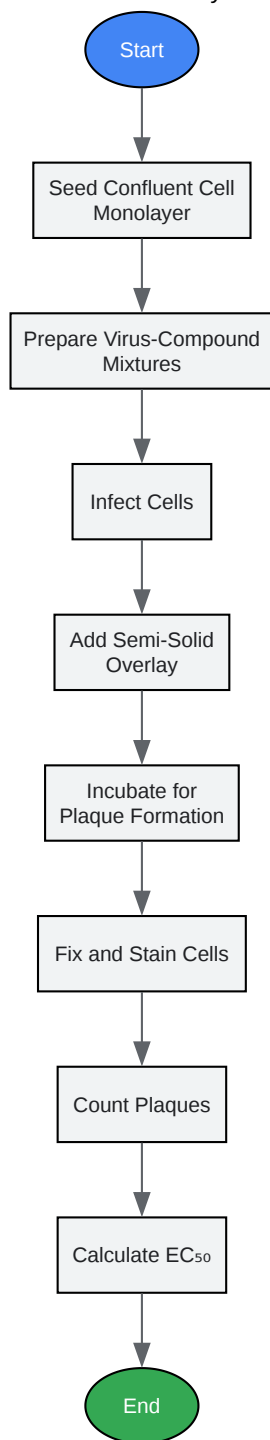 Start
Seed Confluent Cell
Monolayer
Prepare Virus-Compound
Mixtures
Infect Cells
Add Semi-Solid
Overlay
Incubate for
Plaque Formation
Fix and Stain Cells
Count Plaques
Calculate EC₅₀
End